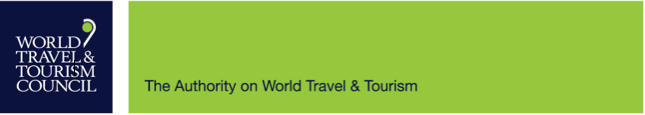 WORLD
TRAVEL &
TOURISM
COUNCIL
The Authority on World Travel & Tourism